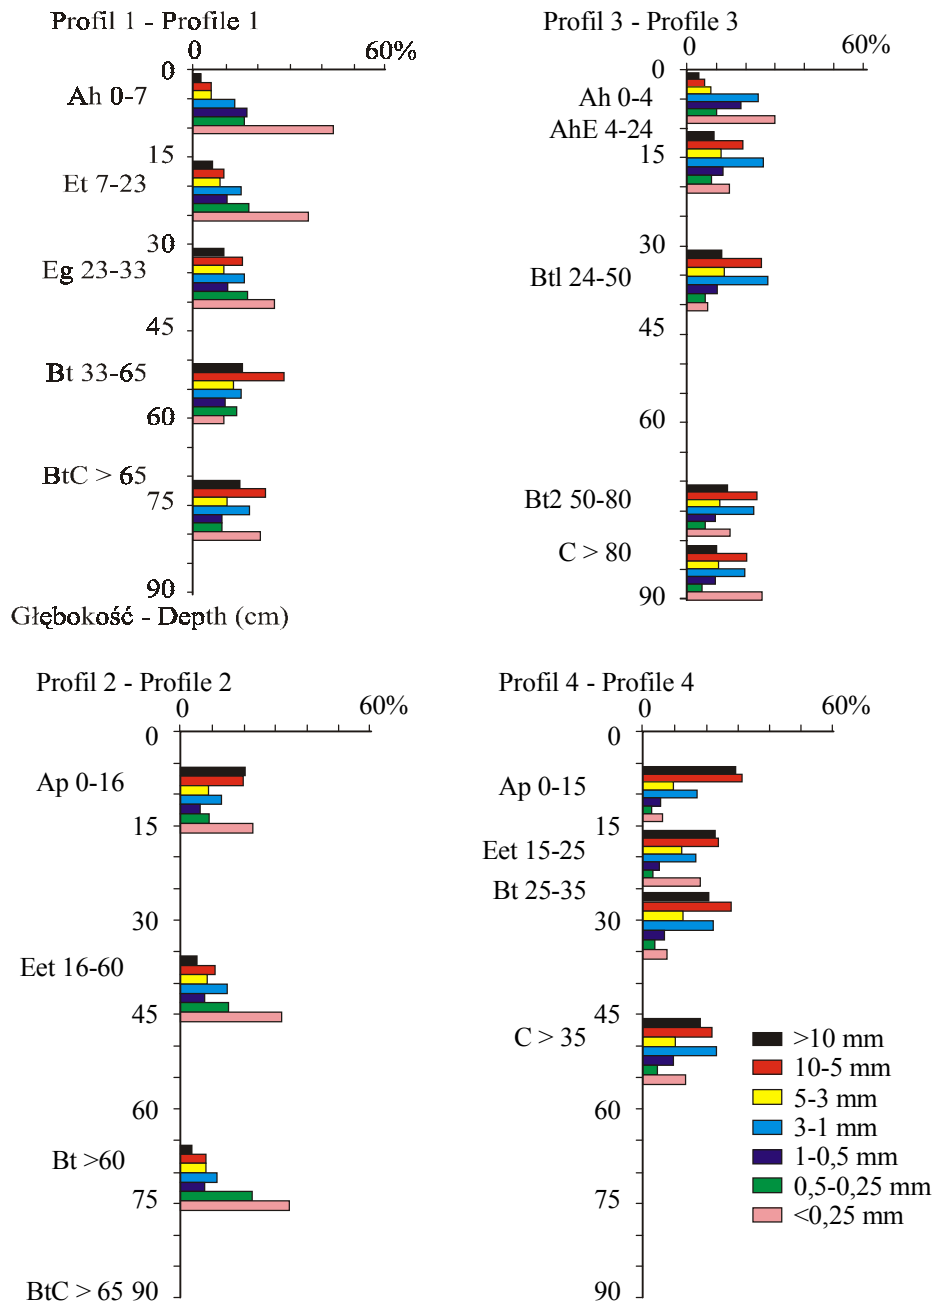 Profil 1 - Profile 1
0 60%
0
Ah 0-7
15
Et 7-23
30
Eg 23-33
45
Bt 33-65
60
BtC > 65
75
90
Głębokość - Depth (cm)
Profil 3 - Profile 3
0 60%
0
Ah 0-4
AhE 4-24
15
30
Btl 24-50
45
60
Bt2 50-80
75
C > 80
90
Profil 2 - Profile 2
0 60%
0
Ap 0-16
15
30
Eet 16-60
45
60
Bt >60
75
BtC > 65 90
Profil 4 - Profile 4
0 60%
0
Ap 0-15
15
Eet 15-25
Bt 25-35
30
45
C > 35
60
75
90
>10 mm
10-5 mm
5-3 mm
3-1 mm
1-0,5 mm
0,5-0,25 mm
<0,25 mm